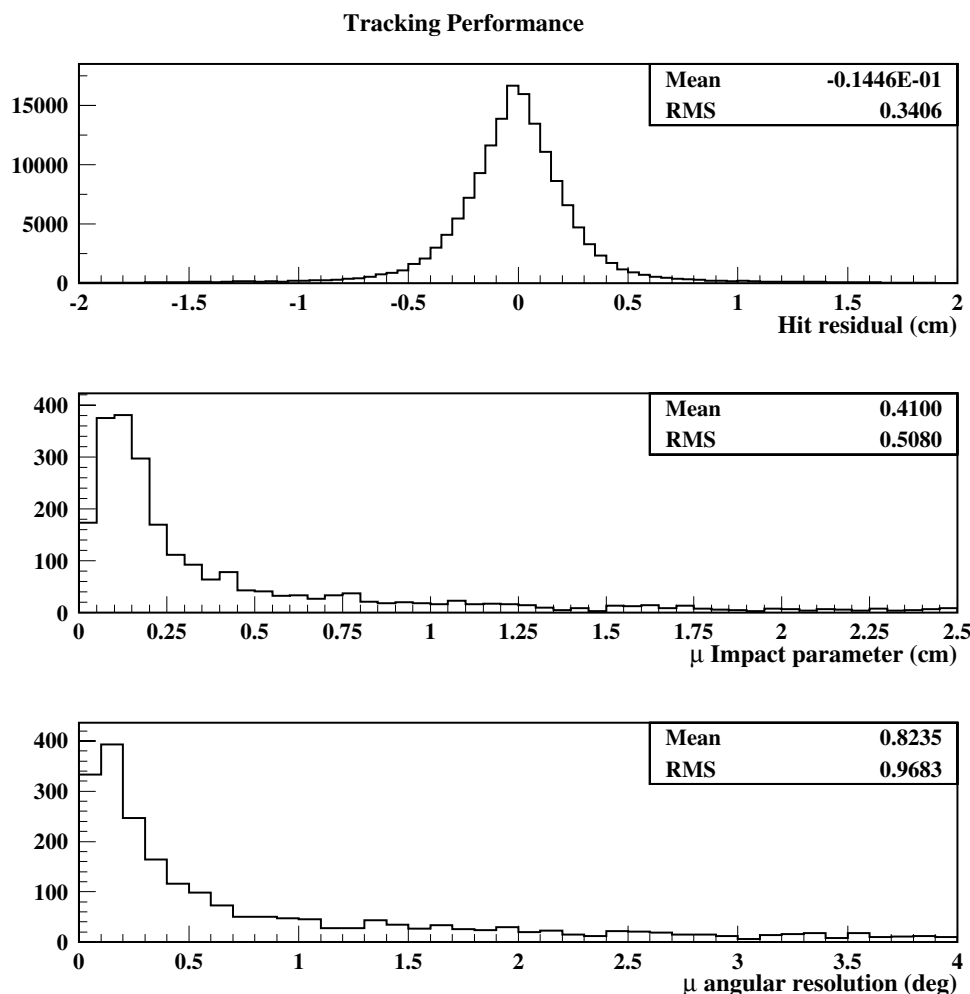 Tracking Performance
Mean -0.1446E-01
RMS 0.3406
15000
10000
5000
0
-2 -1.5 -1 -0.5 0 0.5 1 1.5 2
Hit residual (cm)
Mean 0.4100
RMS 0.5080
400
300
200
100
0
0 0.25 0.5 0.75 1 1.25 1.5 1.75 2 2.25 2.5
μ Impact parameter (cm)
Mean 0.8235
RMS 0.9683
400
300
200
100
0
0 0.5 1 1.5 2 2.5 3 3.5 4
μ angular resolution (deg)